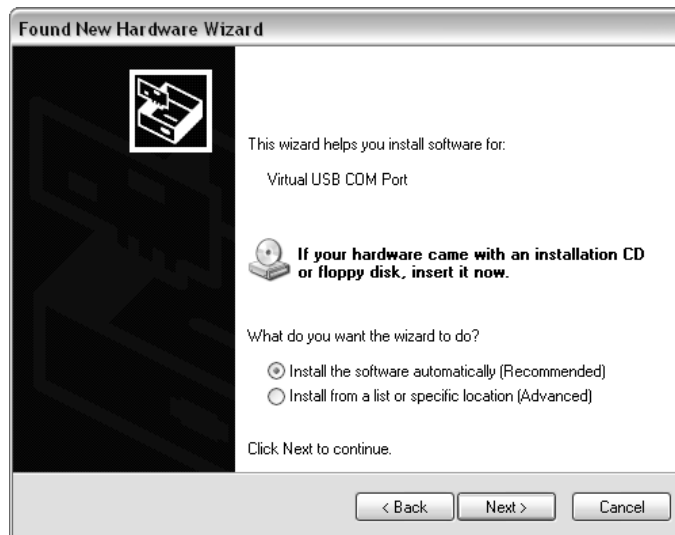 Found New Hardware Wizard
This wizard helps you install software for:
Virtual USB COM Port
If your hardware came with an installation CD
or floppy disk, insert it now.
What do you want the wizard to do?
Install the software automatically (Recommended)
Install from a list or specific location (Advanced)
Click Next to continue.
< Back
Next >
Cancel